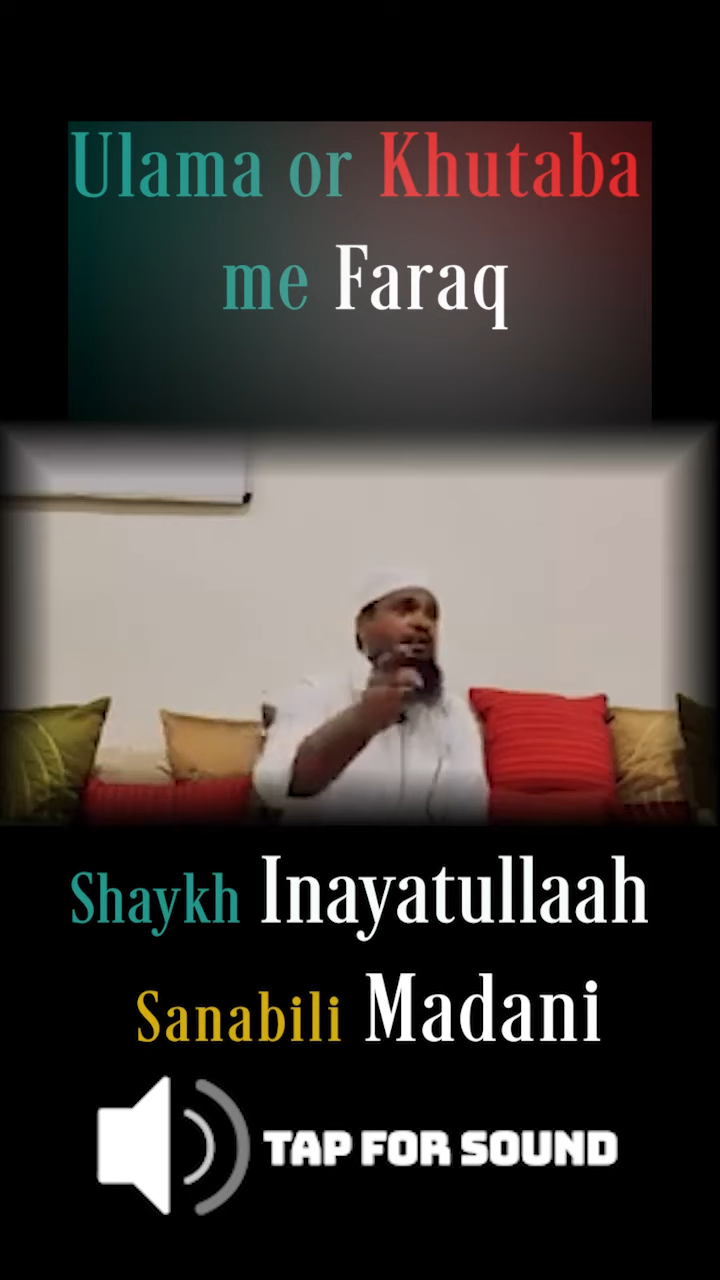 Ulama or Khutaba
me Faraq
Shaykh Inayatullaah
Sanabili Madani
TAP FOR SOUND